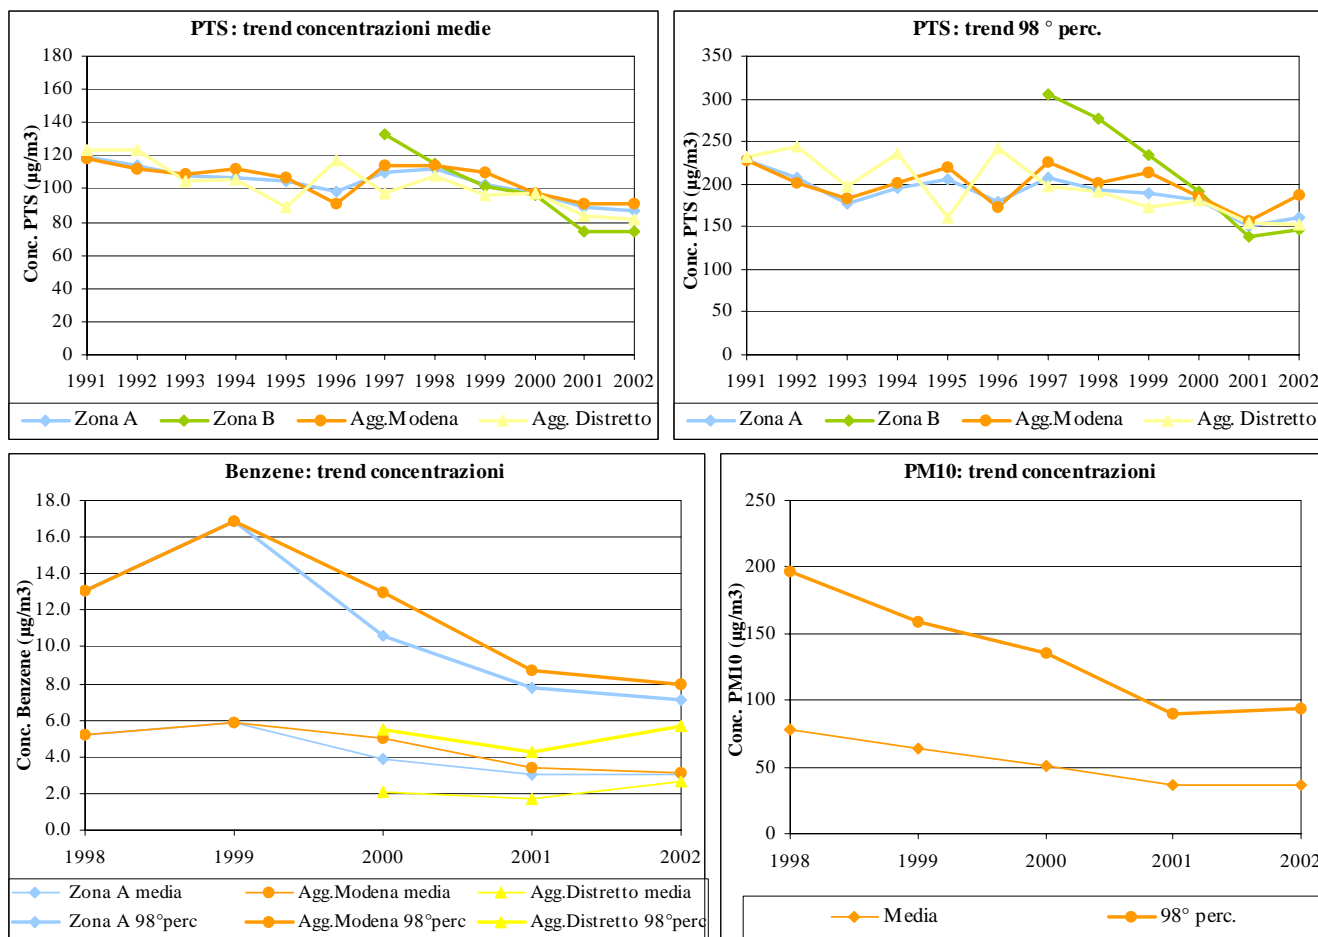 PTS : trend concentrazioni medie
Conc. PTS (µg/m3)
180
160
140
120
100
80
60
40
20
0
1991 1992 1993 1994 1995 1996 1997 1998 1999 2000 2001 2002
Zona A Zona B Agg.Modena Agg. Distretto
PTS : trend 98 ° perc.
Conc. PTS (µg/m3)
350
300
250
200
150
100
50
0
1991 1992 1993 1994 1995 1996 1997 1998 1999 2000 2001 2002
Zona A Zona B Agg.Modena Agg. Distretto
Benzene: trend concentrazioni
Conc. Benzene (µg/m3)
18.0
16.0
14.0
12.0
10.0
8.0
6.0
4.0
2.0
0.0
1998 1999 2000 2001 2002
Zona A media Agg.Modena media Agg.Distretto media
Zona A 98°perc Agg.Modena 98°perc Agg.Distretto 98°perc
PM10: trend concentrazioni
Conc. PM10 (µg/m3)
250
200
150
100
50
0
1998 1999 2000 2001 2002
Media 98° perc.